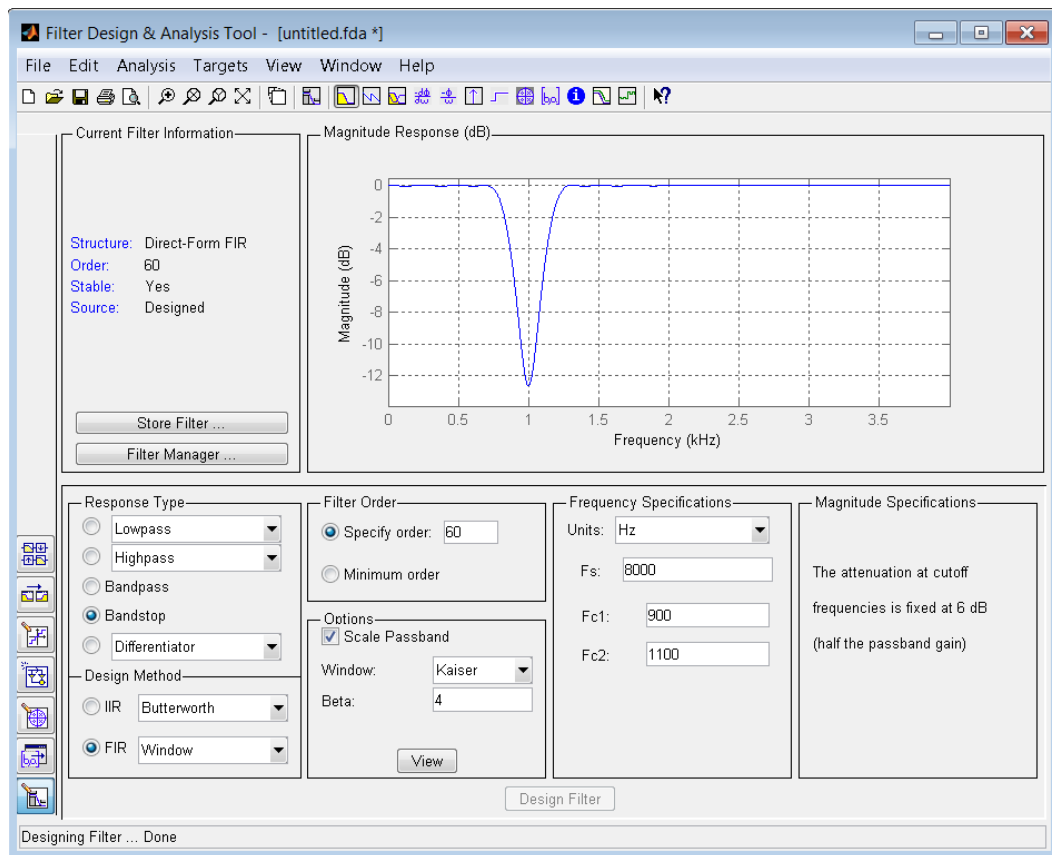 Filter Design & Analysis Tool - [untitled.fda *]
File Edit Analysis Targets View Window Help
Current Filter Information
Structure: Direct-Form FIR
Order: 60
Stable: Yes
Source: Designed
Store Filter ...
Filter Manager ...
Magnitude Response (dB)
0
-2
-4
-6
-8
-10
-12
Magnitude (dB)
0 0.5 1 1.5 2 2.5 3 3.5
Frequency (kHz)
Response Type
Lowpass
Highpass
Bandpass
Bandstop
Differentiator
Design Method
IIR Butterworth
FIR Window
Filter Order
Specify order: 60
Minimum order
Options
Scale Passband
Window: Kaiser
Beta: 4
View
Frequency Specifications
Units: Hz
Fs: 8000
Fc1: 900
Fc2: 1100
Magnitude Specifications
The attenuation at cutoff
frequencies is fixed at 6 dB
(half the passband gain)
Design Filter
Designing Filter ... Done